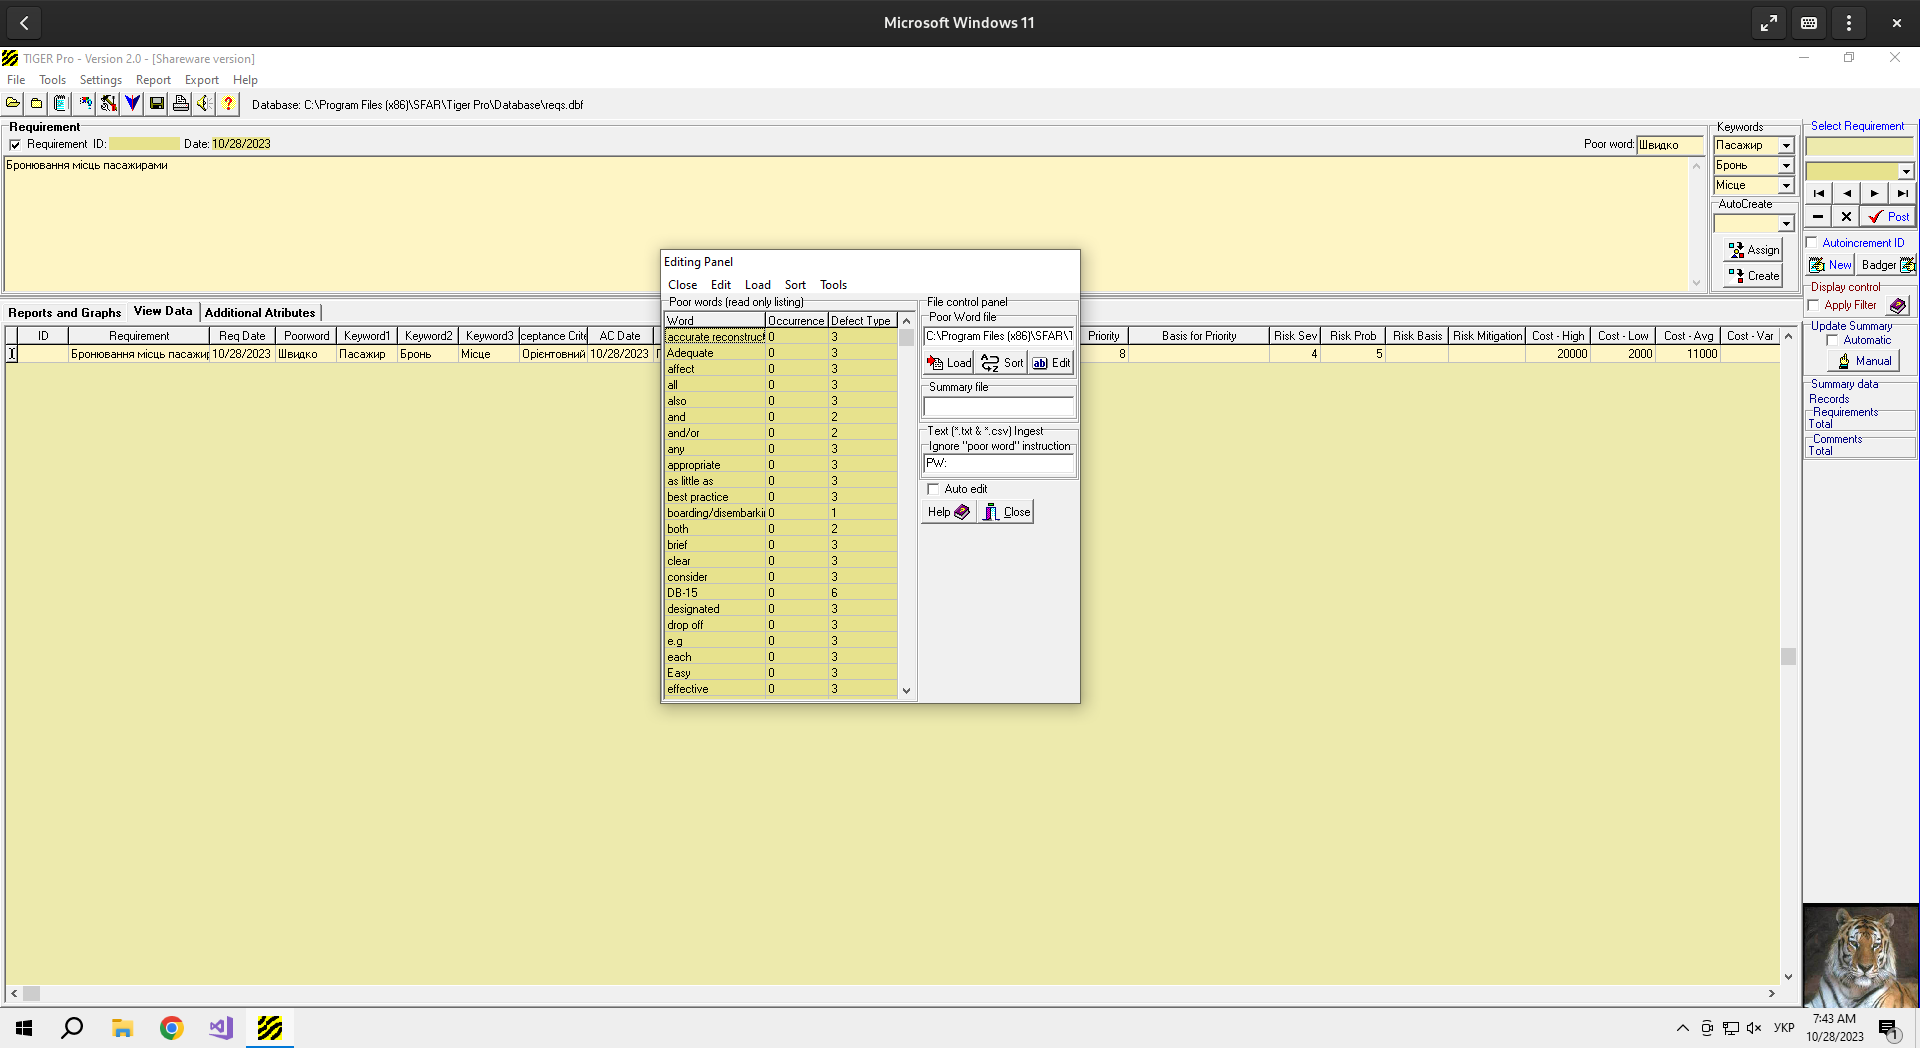 Microsoft Windows 11
TIGER Pro - Version 2.0 - [Shareware version]
File Tools Settings Report Export Help
Database: C:\Program Files (x86)\SFAR\Tiger Pro\Database\reqs.dbf
Requirement
Requirement ID: Date: 10/28/2023 Poor word: Швидко
Бронювання місць пасажирами
Keywords
Пасажир
Бронь
Місце
AutoCreate
Assign
Create
Select Requirement
Post
Autoincrement ID
New Badger
Display control
Apply Filter
Update Summary
Automatic
Manual
Summary data
Records
Requirements
Total
Comments
Total
Reports and Graphs View Data Additional Atributes
ID Requirement Req Date Poorword Keyword1 Keyword2 Keyword3 ceptance Crite AC Date Priority Basis for Priority Risk Sev Risk Prob Risk Basis Risk Mitigation Cost - High Cost - Low Cost - Avg Cost - Var
Бронювання місць пасажир 10/28/2023 Швидко Пасажир Бронь Місце Орієнтовний 10/28/2023 8 4 5 20000 2000 11000
Editing Panel
Close Edit Load Sort Tools
Poor words (read only listing)
Word Occurrence Defect Type
accurate reconstruct 0 3
Adequate 0 3
affect 0 3
all 0 3
also 0 3
and 0 2
and/or 0 2
any 0 3
appropriate 0 3
as little as 0 3
best practice 0 3
boarding/disembarkin 0 1
both 0 2
brief 0 3
clear 0 3
consider 0 3
DB-15 0 6
designated 0 3
drop off 0 3
e.g 0 3
each 0 3
Easy 0 3
effective 0 3
File control panel
Poor Word file
C:\Program Files (x86)\SFAR\T
Load Sort Edit
Summary file
Text (*.txt & *.csv) Ingest
Ignore "poor word" instruction
PW:
Auto edit
Help Close
УКР
7:43 AM
10/28/2023
1